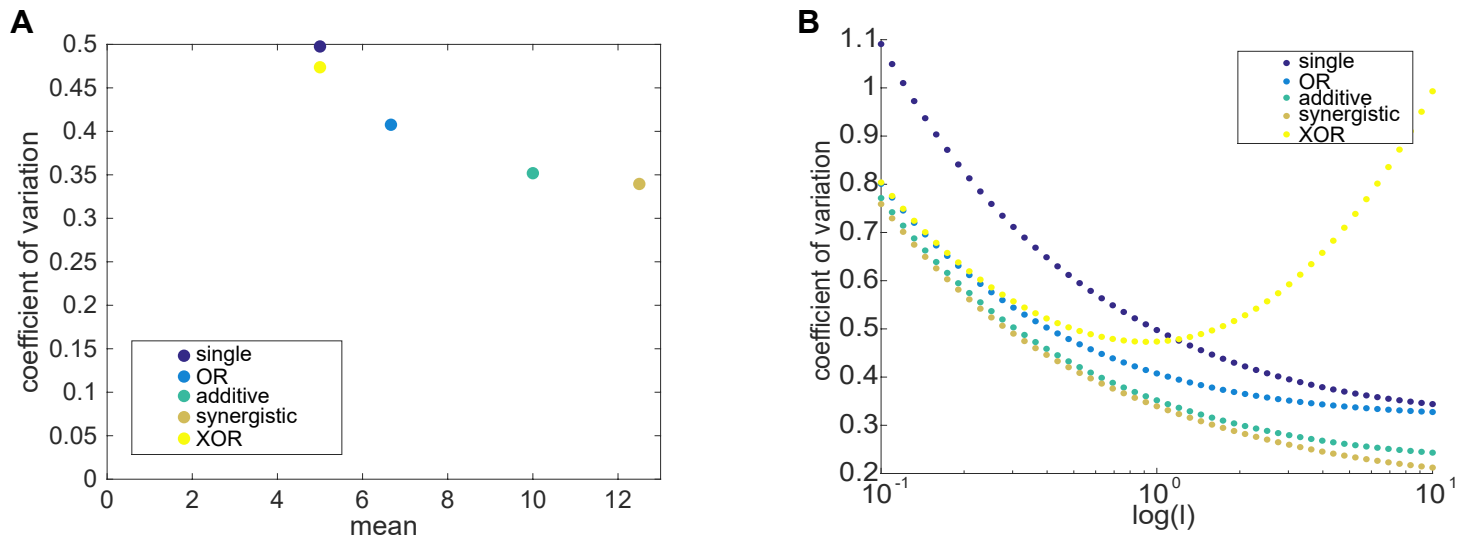 A
coefficient of variation
0.5
0.45
0.4
0.35
0.3
0.25
0.2
0.15
0.1
0.05
0
single
OR
additive
synergistic
XOR
0 2 4 6 8 10 12
mean
B
coefficient of variation
1.1
1
0.9
0.8
0.7
0.6
0.5
0.4
0.3
0.2
single
OR
additive
synergistic
XOR
10^-1 10^0 10^1
log(I)